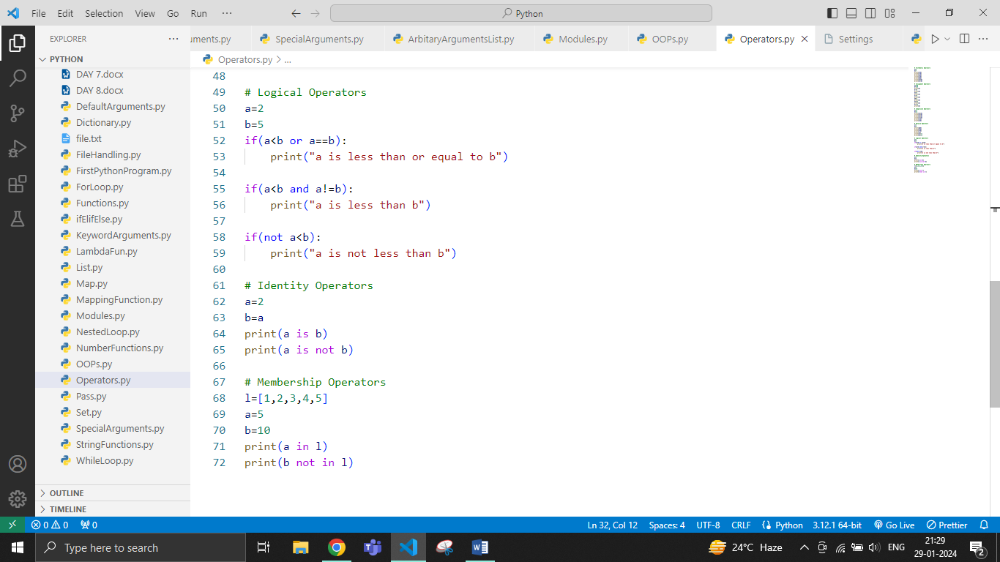 File Edit Selection View Go Run ··· Python
EXPLORER ···
uments.py SpecialArguments.py ArbitaryArgumentsList.py Modules.py OOPs.py Operators.py Settings ···
PYTHON
Operators.py > ...
DAY 7.docx
DAY 8.docx
DefaultArguments.py
Dictionary.py
file.txt
FileHandling.py
FirstPythonProgram.py
ForLoop.py
Functions.py
ifElifElse.py
KeywordArguments.py
LambdaFun.py
List.py
Map.py
MappingFunction.py
Modules.py
NestedLoop.py
NumberFunctions.py
OOPs.py
Operators.py
Pass.py
Set.py
SpecialArguments.py
StringFunctions.py
WhileLoop.py
OUTLINE
TIMELINE
48
49 # Logical Operators
50 a=2
51 b=5
52 if(a<b or a==b):
53     print("a is less than or equal to b")
54
55 if(a<b and a!=b):
56     print("a is less than b")
57
58 if(not a<b):
59     print("a is not less than b")
60
61 # Identity Operators
62 a=2
63 b=a
64 print(a is b)
65 print(a is not b)
66
67 # Membership Operators
68 l=[1,2,3,4,5]
69 a=5
70 b=10
71 print(a in l)
72 print(b not in l)
0 0 0 Ln 32, Col 12 Spaces: 4 UTF-8 CRLF Python 3.12.1 64-bit Go Live Prettier
Type here to search 24°C Haze ENG 21:29 2
29-01-2024